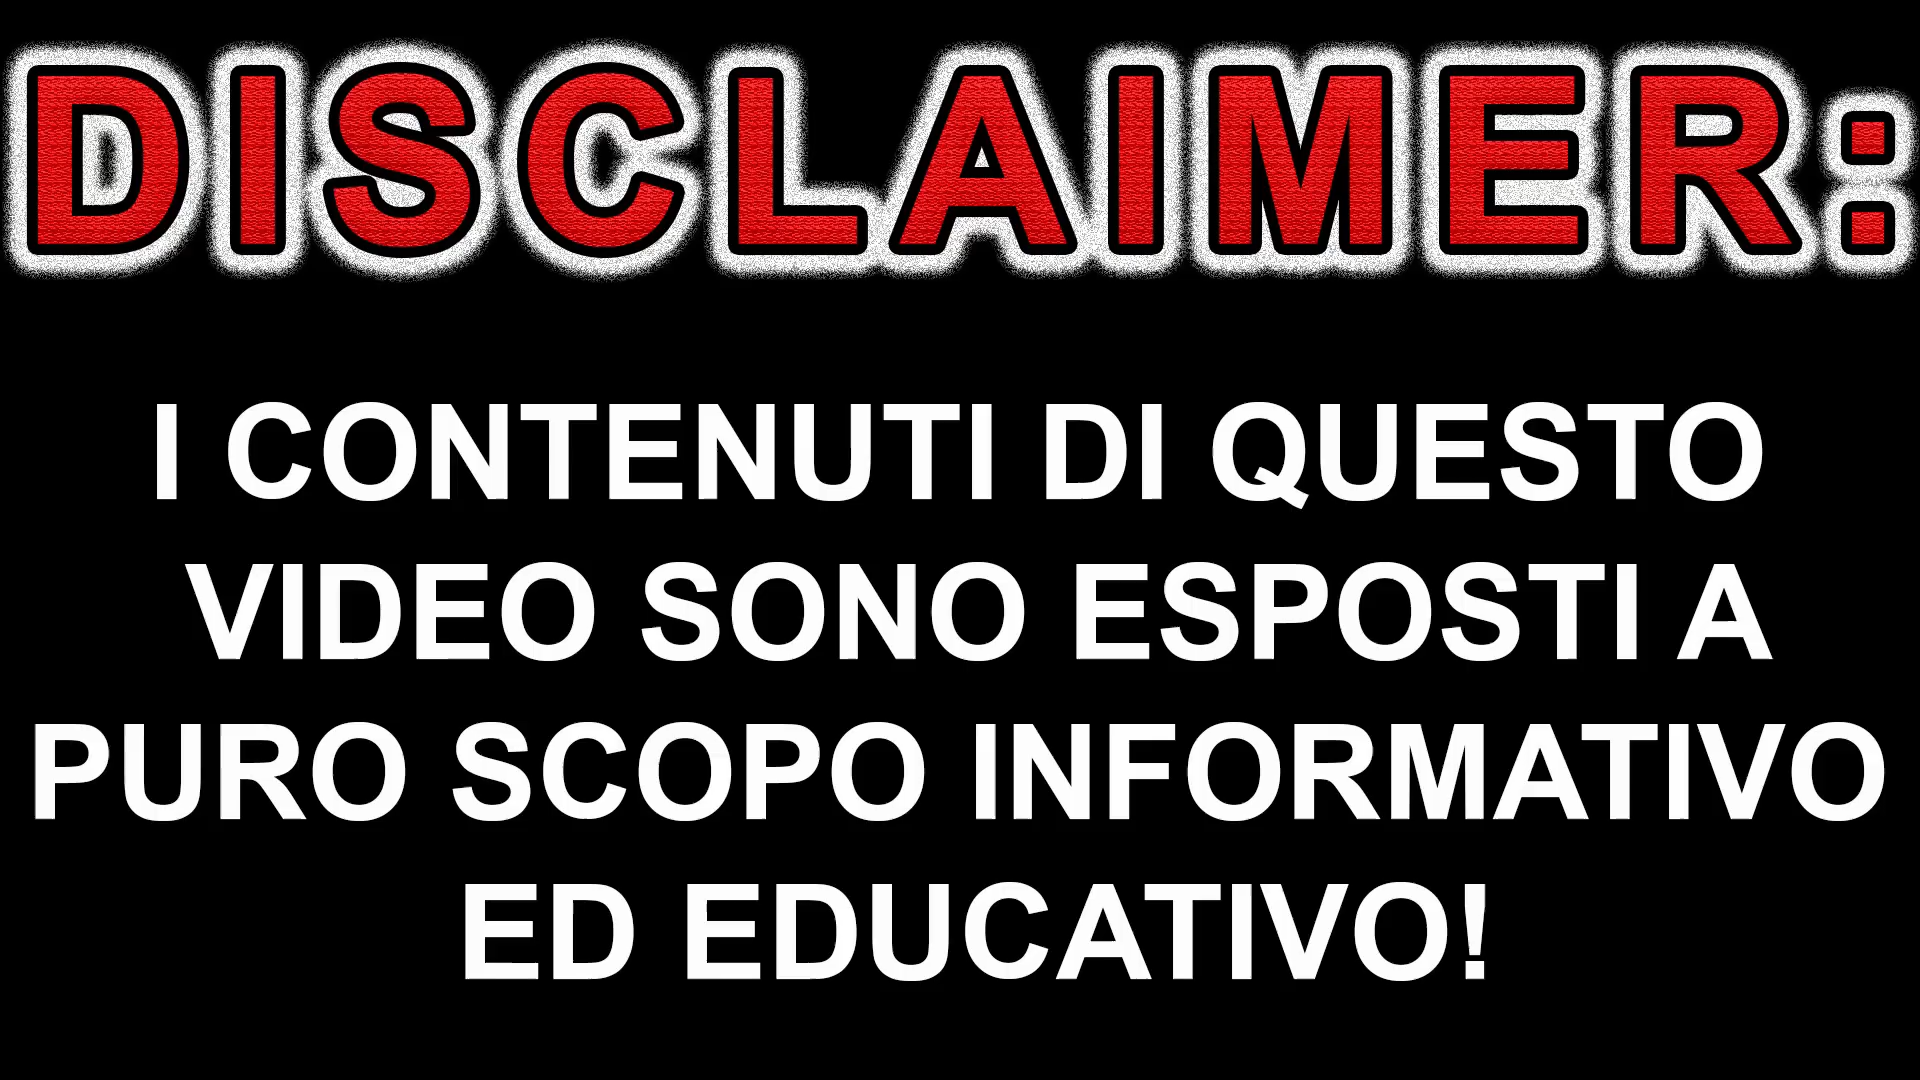 DISCLAIMER:
I CONTENUTI DI QUESTO
VIDEO SONO ESPOSTI A
PURO SCOPO INFORMATIVO
ED EDUCATIVO!